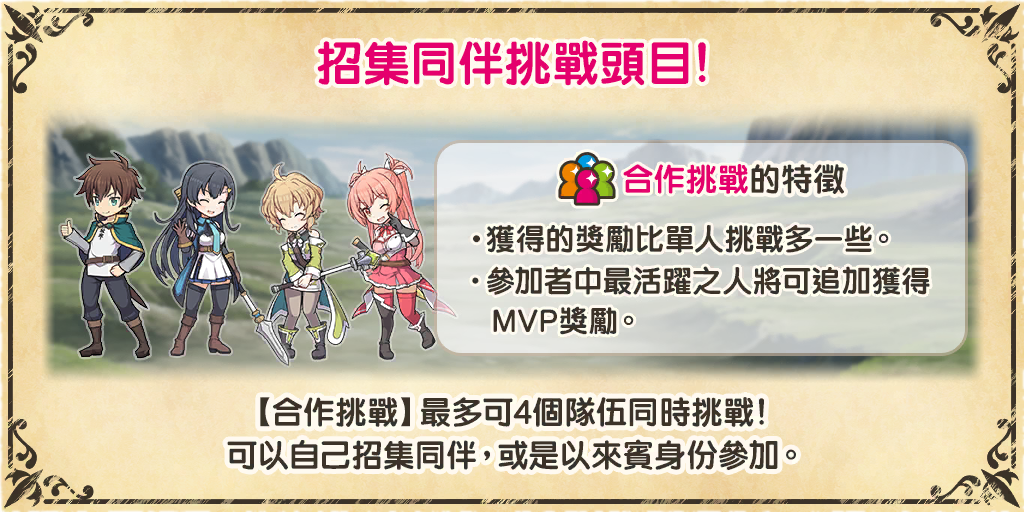 招集同伴挑戰頭目!
合作挑戰的特徵
・獲得的獎勵比單人挑戰多一些。
・參加者中最活躍之人將可追加獲得
MVP獎勵。
【合作挑戰】最多可4個隊伍同時挑戰!
可以自己招集同伴,或是以來賓身份參加。